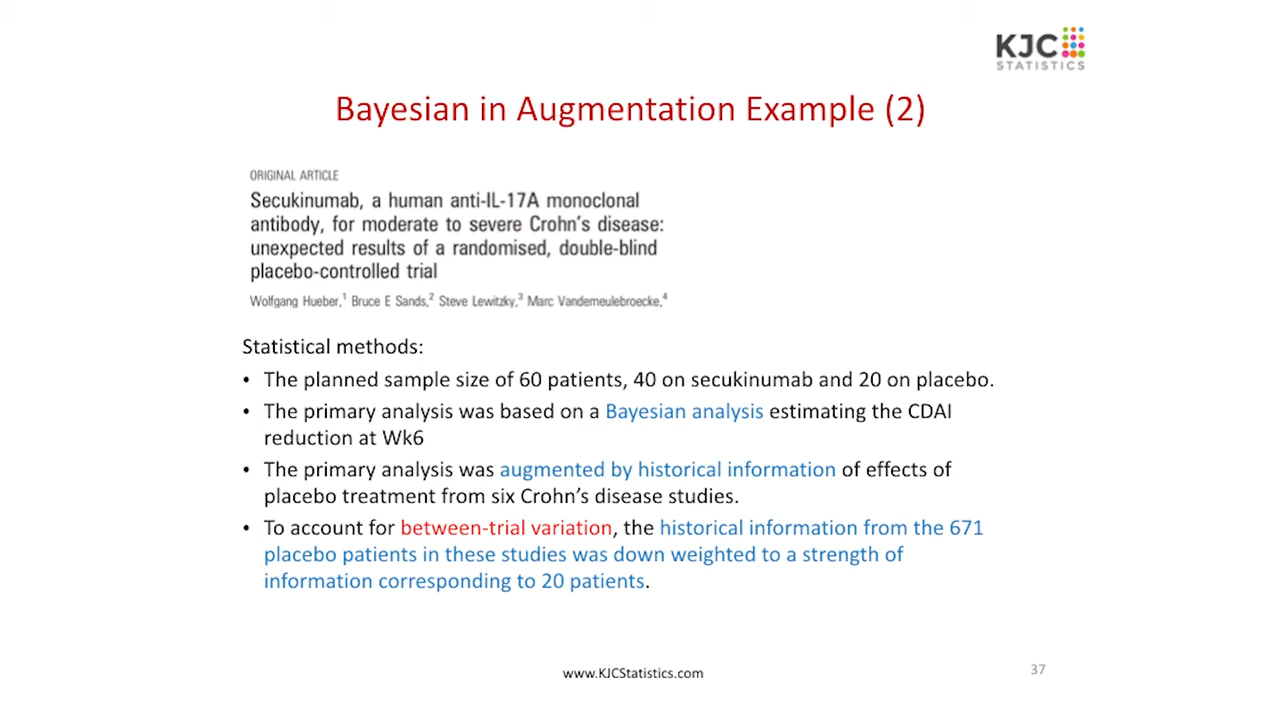 KJC
STATISTICS
Bayesian in Augmentation Example (2)
ORIGINAL ARTICLE
Secukinumab, a human anti-IL-17A monoclonal
antibody, for moderate to severe Crohn's disease:
unexpected results of a randomised, double-blind
placebo-controlled trial
Wolfgang Hueber,¹ Bruce E Sands,² Steve Lewitzky,³ Marc Vandemeulebroecke,⁴
Statistical methods:
• The planned sample size of 60 patients, 40 on secukinumab and 20 on placebo.
• The primary analysis was based on a Bayesian analysis estimating the CDAI
reduction at Wk6
• The primary analysis was augmented by historical information of effects of
placebo treatment from six Crohn's disease studies.
• To account for between-trial variation, the historical information from the 671
placebo patients in these studies was down weighted to a strength of
information corresponding to 20 patients.
www.KJCStatistics.com
37